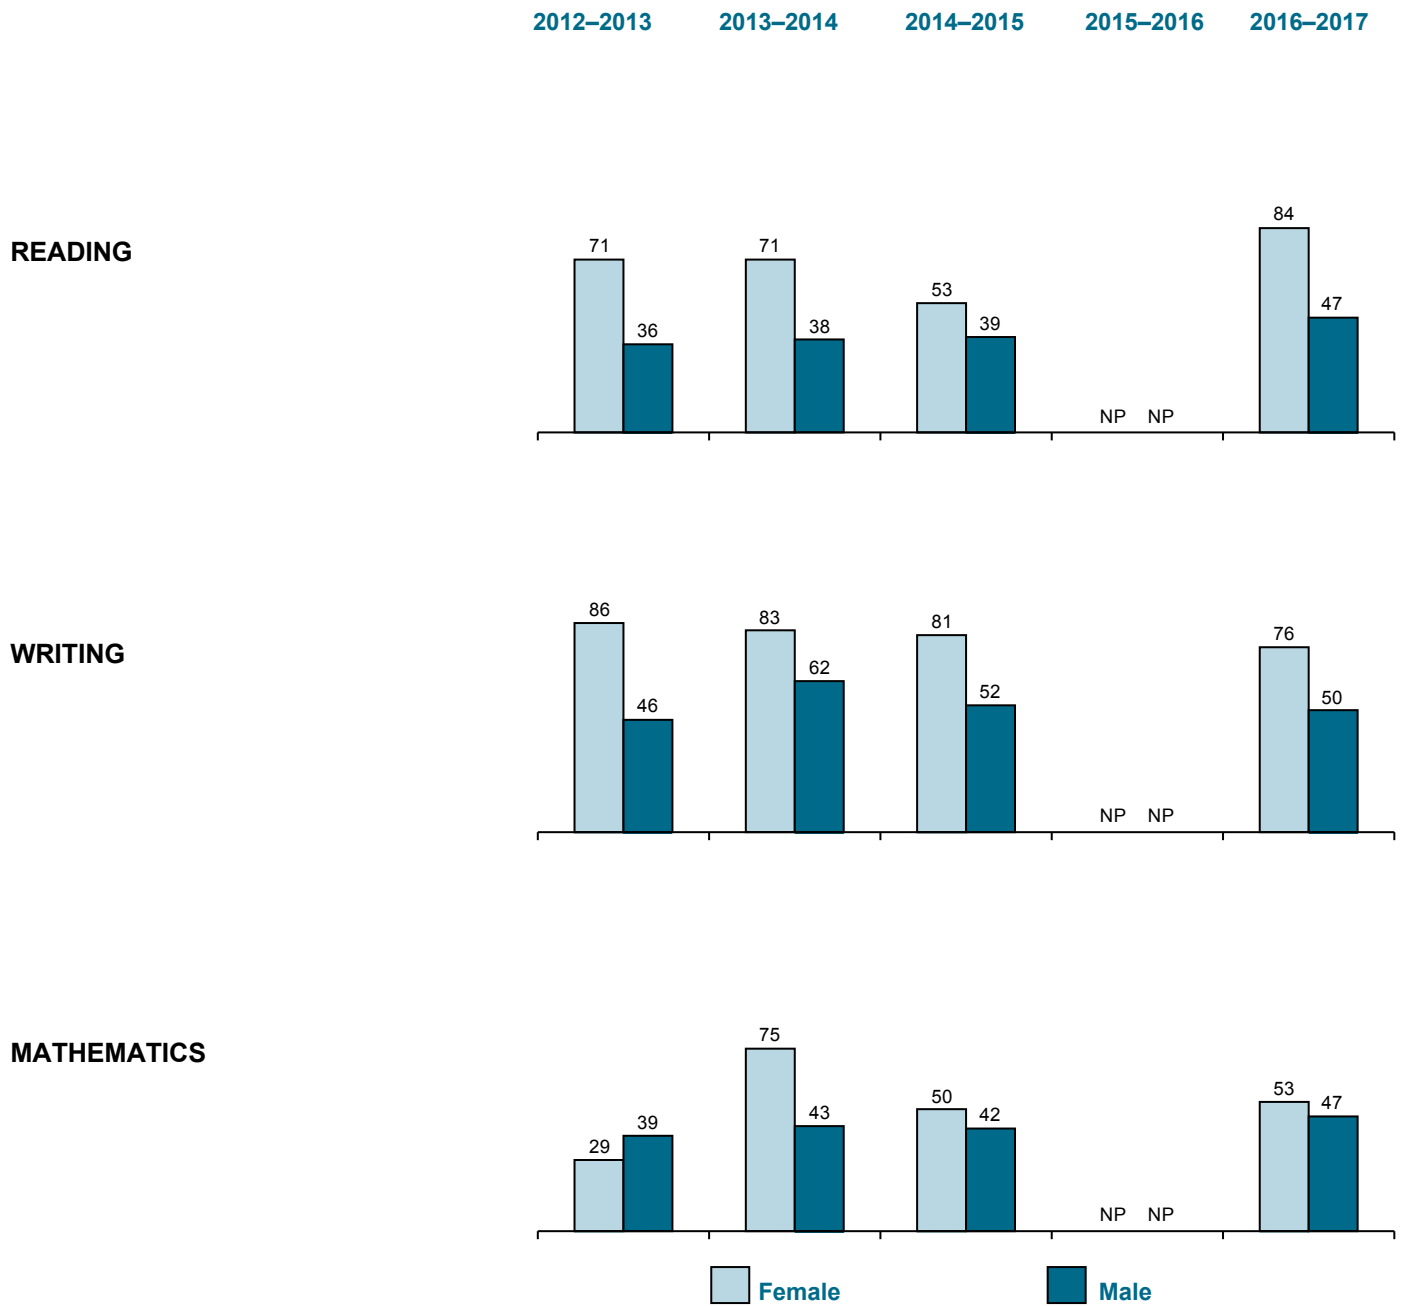 2012–2013 2013–2014 2014–2015 2015–2016 2016–2017
READING
71 36 71 38 53 39 NP NP 84 47
WRITING
86 46 83 62 81 52 NP NP 76 50
MATHEMATICS
29 39 75 43 50 42 NP NP 53 47
Female Male